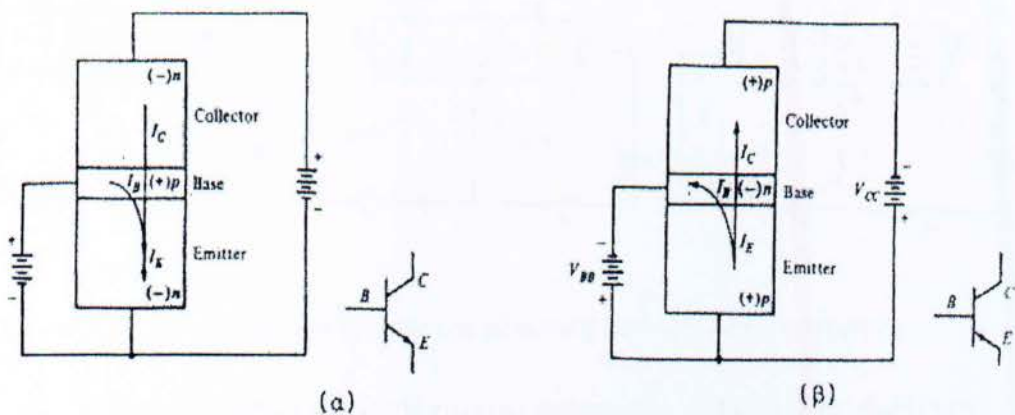 (−)n
Collector
I_C
I_B (+)p Base
I_E
Emitter
(−)n
+
−
+
−
B
C
E
(α)
(+)p
Collector
I_C
I_B (−)n Base
I_E
Emitter
(+)p
−
V_BB
+
−
V_CC
+
B
C
E
(β)